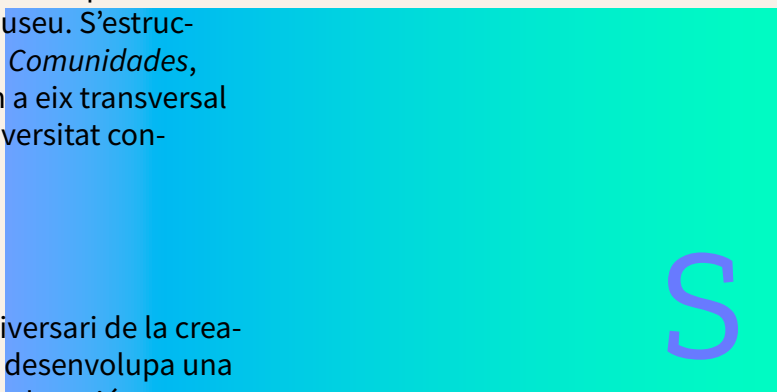 useu. S’estruc-
Comunidades,
a eix transversal
versitat con-
S
iversari de la crea-
desenvolupa una